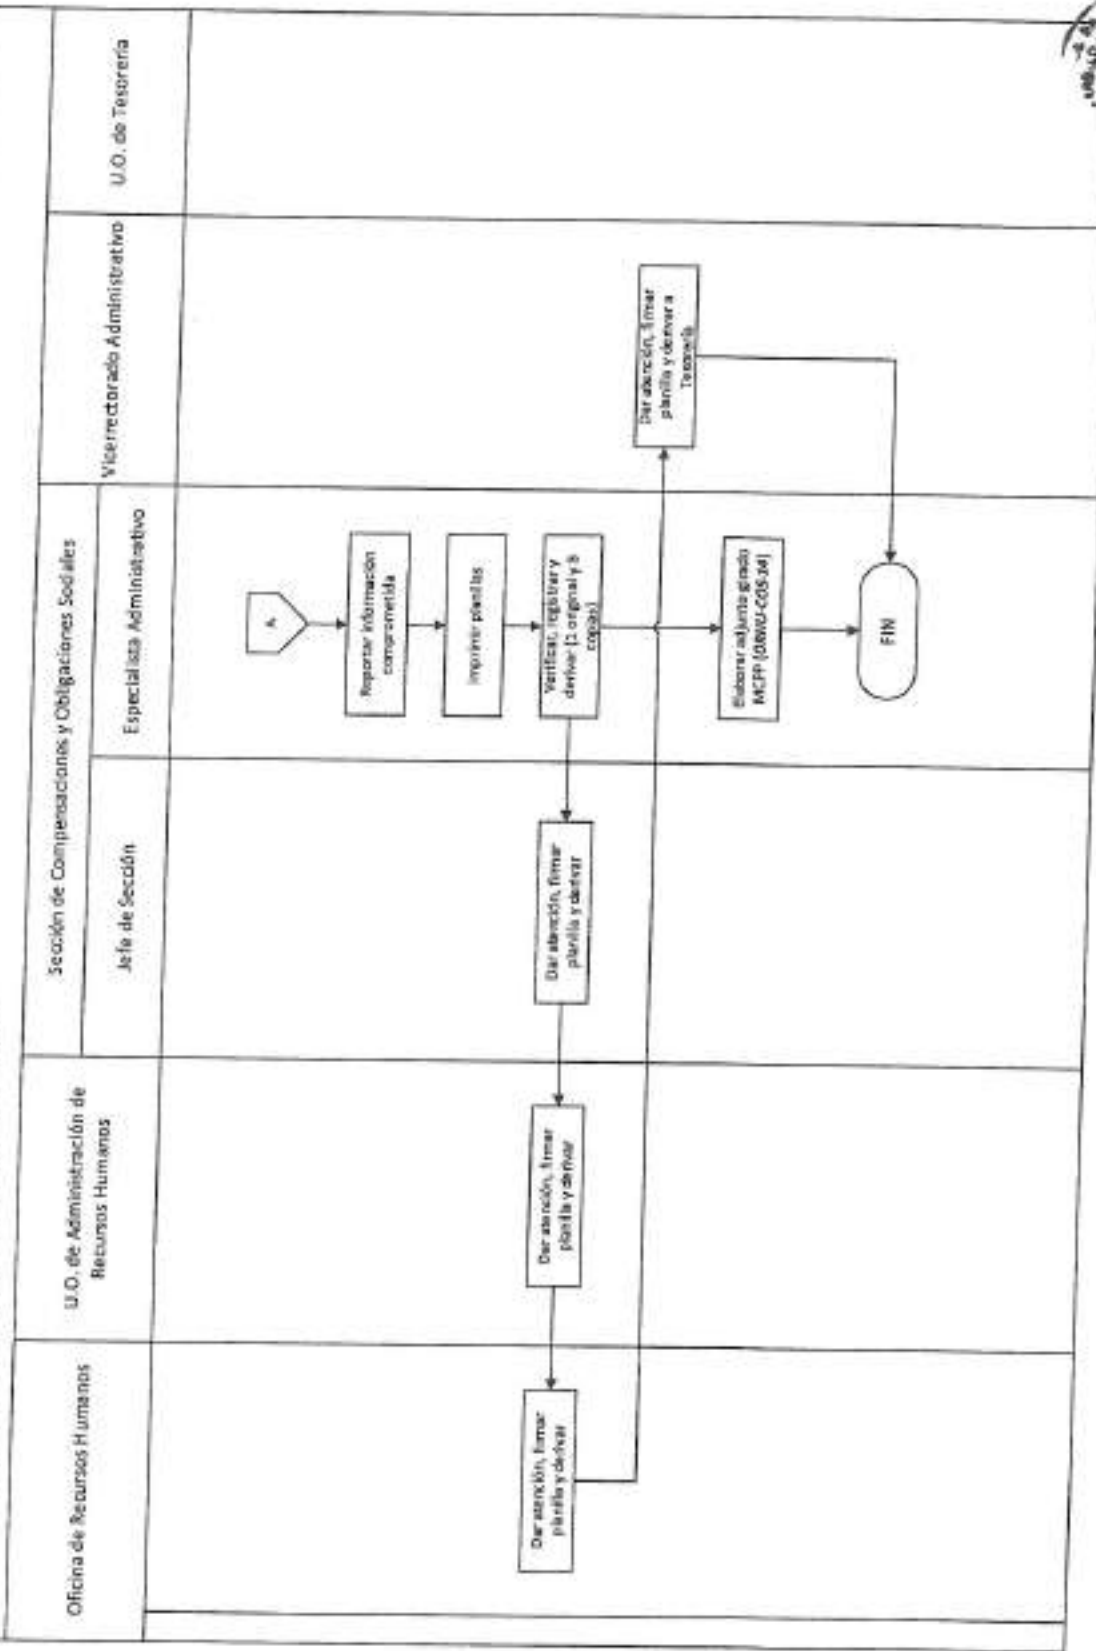 Oficina de Recursos Humanos
U.O. de Administración de
Recursos Humanos
Sección de Compensaciones y Obligaciones Sociales
Jefe de Sección
Especialista Administrativo
Vicerrectorado Administrativo
U.O. de Tesorería
A
Reportar información
comprometida
Imprimir planillas
Verificar, registrar y
derivar (1 original y 3
copias)
Dar atención, firmar
planilla y derivar
Dar atención, firmar
planilla y derivar
Dar atención, firmar
planilla y derivar
Dar atención, firmar
planilla y derivar a
Tesorería
Elaborar adjunto girado
MCPP
FIN